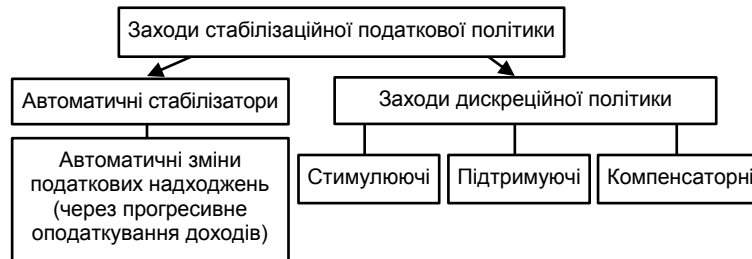 Заходи стабілізаційної податкової політики
Автоматичні стабілізатори
Заходи дискреційної політики
Автоматичні зміни
податкових надходжень
(через прогресивне
оподаткування доходів)
Стимулюючі
Підтримуючі
Компенсаторні